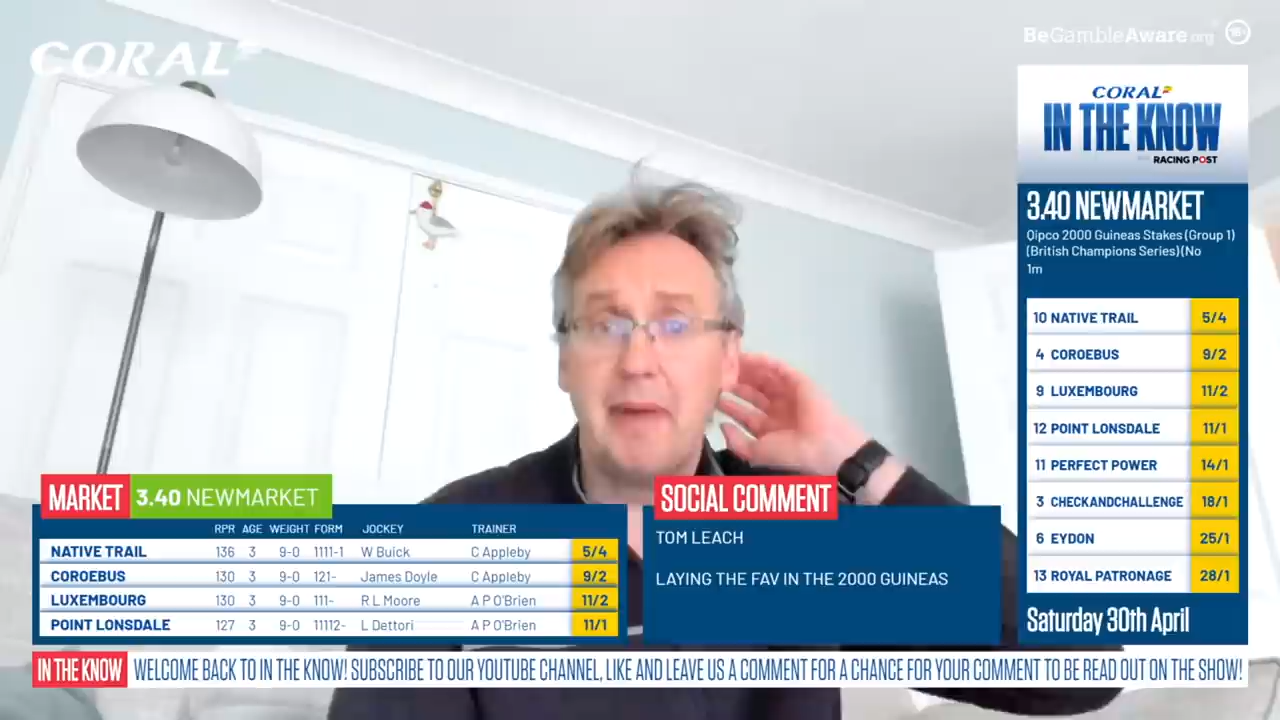 CORAL
BeGambleAware.org 18+
CORAL
IN THE KNOW
RACING POST
3.40 NEWMARKET
Qipco 2000 Guineas Stakes (Group 1)
(British Champions Series) (No
1m
10 NATIVE TRAIL 5/4
4 COROEBUS 9/2
9 LUXEMBOURG 11/2
12 POINT LONSDALE 11/1
11 PERFECT POWER 14/1
3 CHECKANDCHALLENGE 18/1
6 EYDON 25/1
13 ROYAL PATRONAGE 28/1
Saturday 30th April
MARKET 3.40 NEWMARKET
RPR AGE WEIGHT FORM JOCKEY TRAINER
NATIVE TRAIL 136 3 9-0 1111-1 W Buick C Appleby 5/4
COROEBUS 130 3 9-0 121- James Doyle C Appleby 9/2
LUXEMBOURG 130 3 9-0 111- R L Moore A P O'Brien 11/2
POINT LONSDALE 127 3 9-0 11112- L Dettori A P O'Brien 11/1
SOCIAL COMMENT
TOM LEACH
LAYING THE FAV IN THE 2000 GUINEAS
IN THE KNOW WELCOME BACK TO IN THE KNOW! SUBSCRIBE TO OUR YOUTUBE CHANNEL, LIKE AND LEAVE US A COMMENT FOR A CHANCE FOR YOUR COMMENT TO BE READ OUT ON THE SHOW!